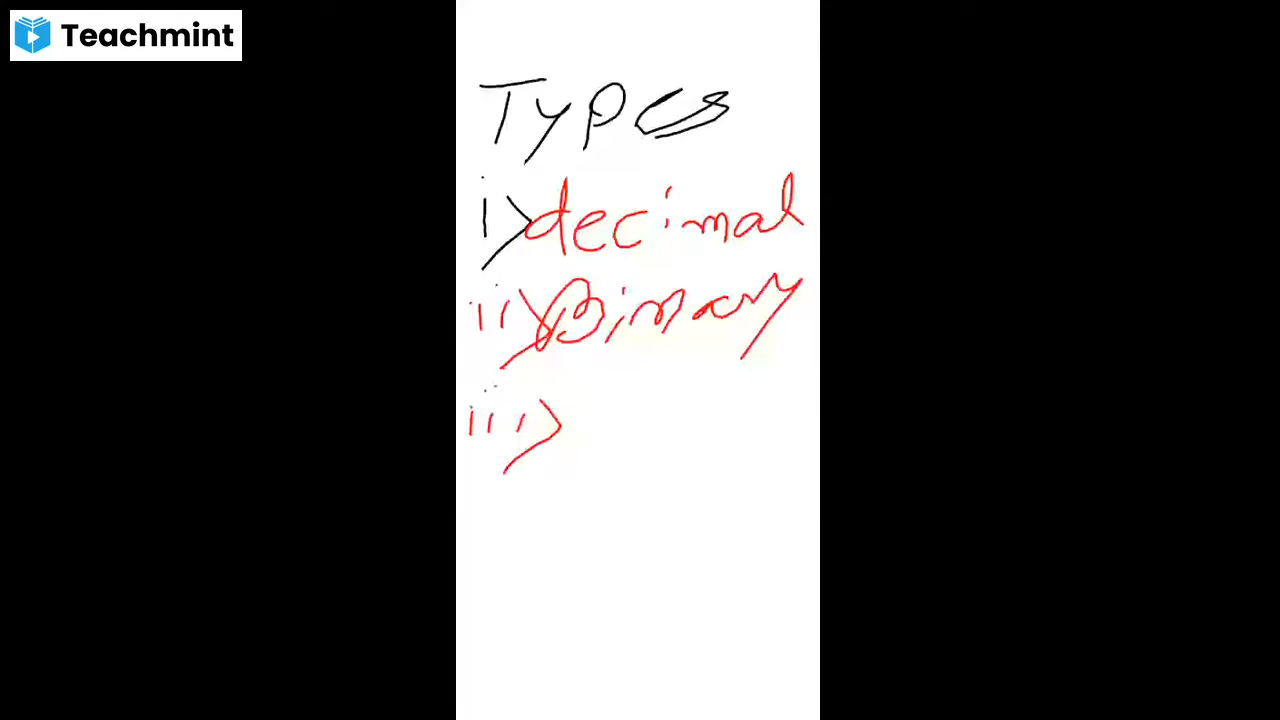 Teachmint
Types
i) decimal
ii) Binary
iii)